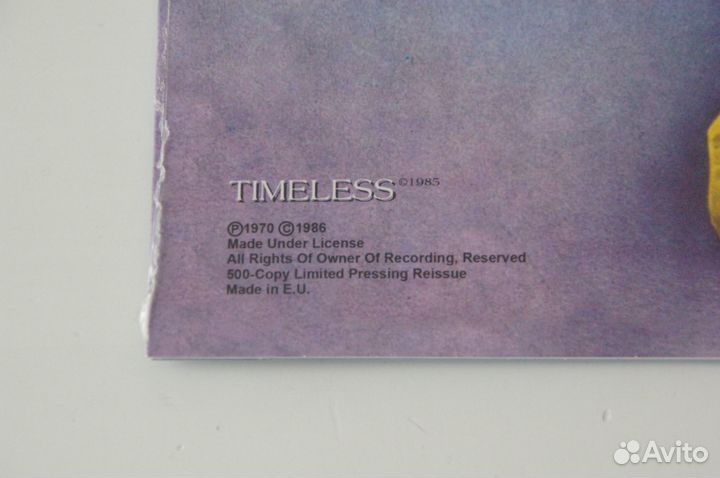 TIMELESS ©1985
℗1970 ©1986
Made Under License
All Rights Of Owner Of Recording, Reserved
500-Copy Limited Pressing Reissue
Made in E.U.
Avito